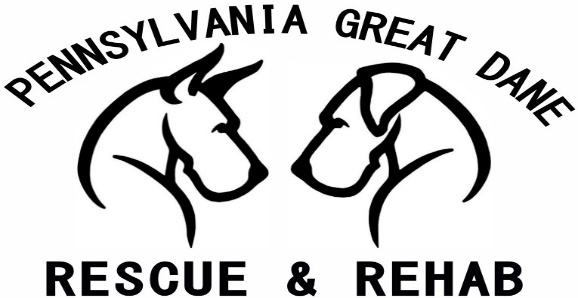 PENNSYLVANIA GREAT DANE
RESCUE & REHAB